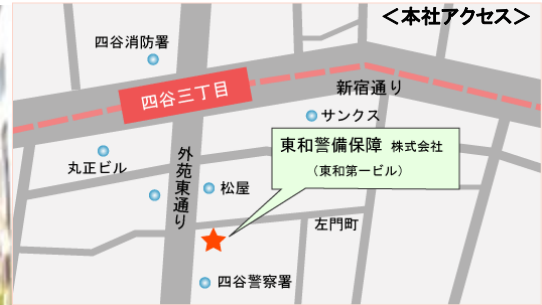 ＜本社アクセス＞
四谷消防署
四谷三丁目
新宿通り
サンクス
東和警備保障 株式会社
（東和第一ビル）
丸正ビル
外苑東通り
松屋
左門町
四谷警察署